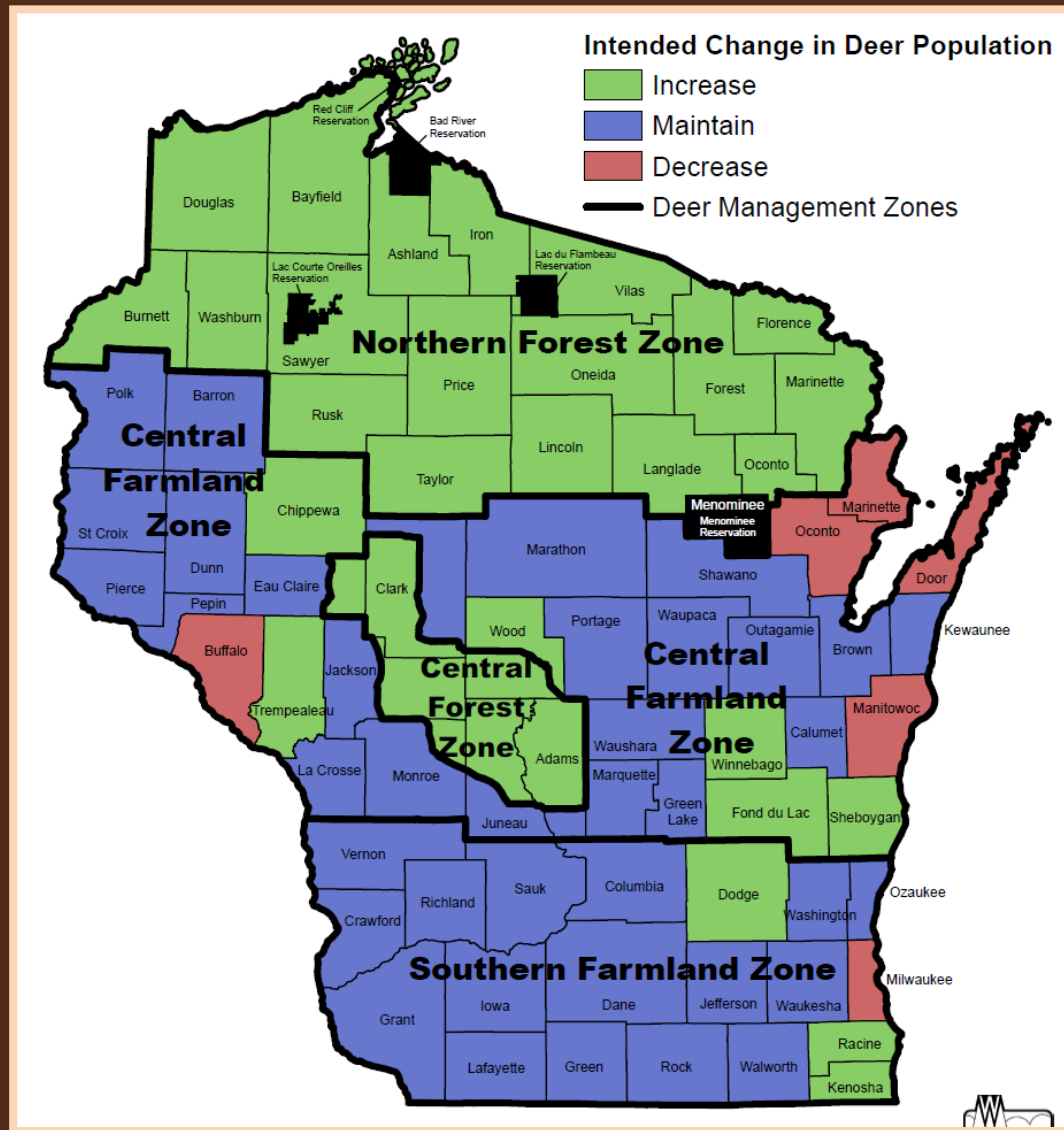 Intended Change in Deer Population
Increase
Maintain
Decrease
Deer Management Zones
Red Cliff
Reservation
Bad River
Reservation
Douglas
Bayfield
Ashland
Iron
Lac Courte Oreilles
Reservation
Lac du Flambeau
Reservation
Vilas
Burnett
Washburn
Sawyer
Florence
Northern Forest Zone
Price
Oneida
Forest
Marinette
Polk
Barron
Rusk
Central
Farmland
Zone
Taylor
Lincoln
Langlade
Oconto
Chippewa
St Croix
Dunn
Pierce
Pepin
Eau Claire
Clark
Marathon
Menominee
Menominee
Reservation
Shawano
Oconto
Marinette
Door
Buffalo
Trempealeau
Jackson
Wood
Portage
Waupaca
Outagamie
Brown
Kewaunee
Central
Forest
Zone
Central
Farmland
Zone
Adams
Waushara
Winnebago
Calumet
Manitowoc
La Crosse
Monroe
Juneau
Marquette
Green
Lake
Fond du Lac
Sheboygan
Vernon
Richland
Sauk
Columbia
Dodge
Washington
Ozaukee
Crawford
Southern Farmland Zone
Grant
Iowa
Dane
Jefferson
Waukesha
Milwaukee
Lafayette
Green
Rock
Walworth
Racine
Kenosha
W